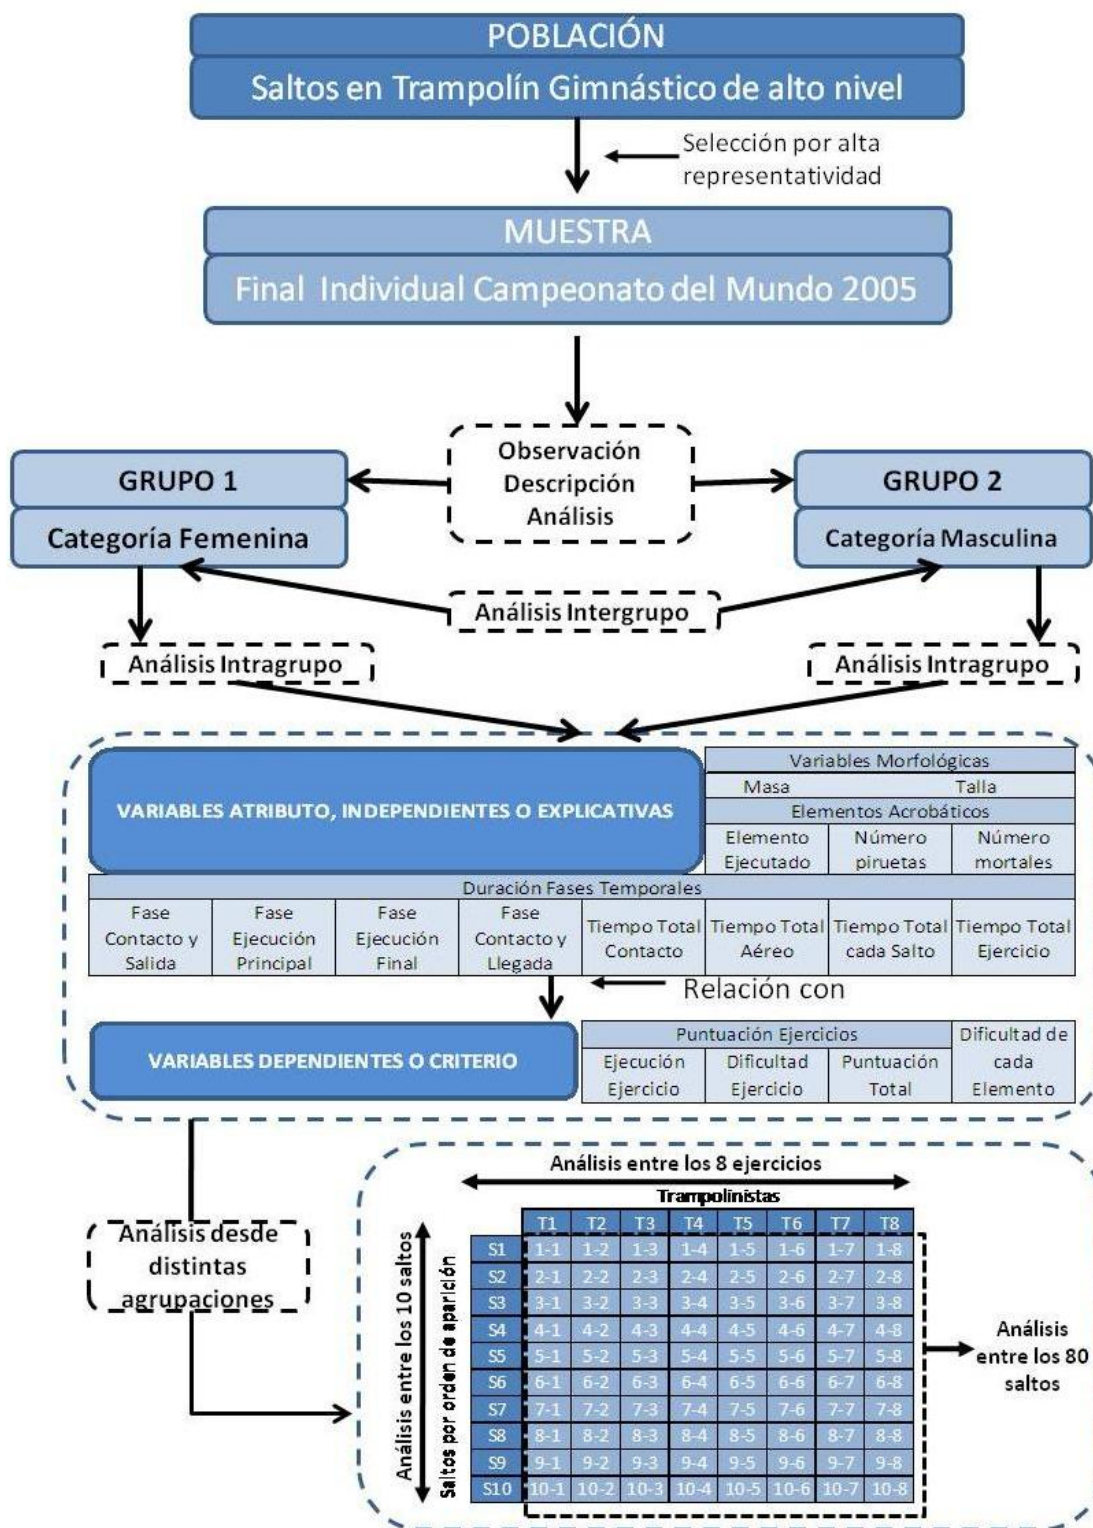 POBLACIÓN
Saltos en Trampolín Gimnástico de alto nivel
Selección por alta
representatividad
MUESTRA
Final Individual Campeonato del Mundo 2005
Observación
Descripción
Análisis
GRUPO 1
Categoría Femenina
GRUPO 2
Categoría Masculina
Análisis Intergrupo
Análisis Intragrupo
Análisis Intragrupo
VARIABLES ATRIBUTO, INDEPENDIENTES O EXPLICATIVAS
Variables Morfológicas
Masa Talla
Elementos Acrobáticos
Elemento
Ejecutado
Número
piruetas
Número
mortales
Duración Fases Temporales
Fase
Contacto y
Salida
Fase
Ejecución
Principal
Fase
Ejecución
Final
Fase
Contacto y
Llegada
Tiempo Total
Contacto
Tiempo Total
Aéreo
Tiempo Total
cada Salto
Tiempo Total
Ejercicio
Relación con
VARIABLES DEPENDIENTES O CRITERIO
Puntuación Ejercicios
Ejecución
Ejercicio
Dificultad
Ejercicio
Puntuación
Total
Dificultad de
cada
Elemento
Análisis desde
distintas
agrupaciones
Análisis entre los 8 ejercicios
Trampolinistas
Análisis entre los 10 saltos
Saltos por orden de aparición
T1 T2 T3 T4 T5 T6 T7 T8
S1 1-1 1-2 1-3 1-4 1-5 1-6 1-7 1-8
S2 2-1 2-2 2-3 2-4 2-5 2-6 2-7 2-8
S3 3-1 3-2 3-3 3-4 3-5 3-6 3-7 3-8
S4 4-1 4-2 4-3 4-4 4-5 4-6 4-7 4-8
S5 5-1 5-2 5-3 5-4 5-5 5-6 5-7 5-8
S6 6-1 6-2 6-3 6-4 6-5 6-6 6-7 6-8
S7 7-1 7-2 7-3 7-4 7-5 7-6 7-7 7-8
S8 8-1 8-2 8-3 8-4 8-5 8-6 8-7 8-8
S9 9-1 9-2 9-3 9-4 9-5 9-6 9-7 9-8
S10 10-1 10-2 10-3 10-4 10-5 10-6 10-7 10-8
Análisis
entre los 80
saltos